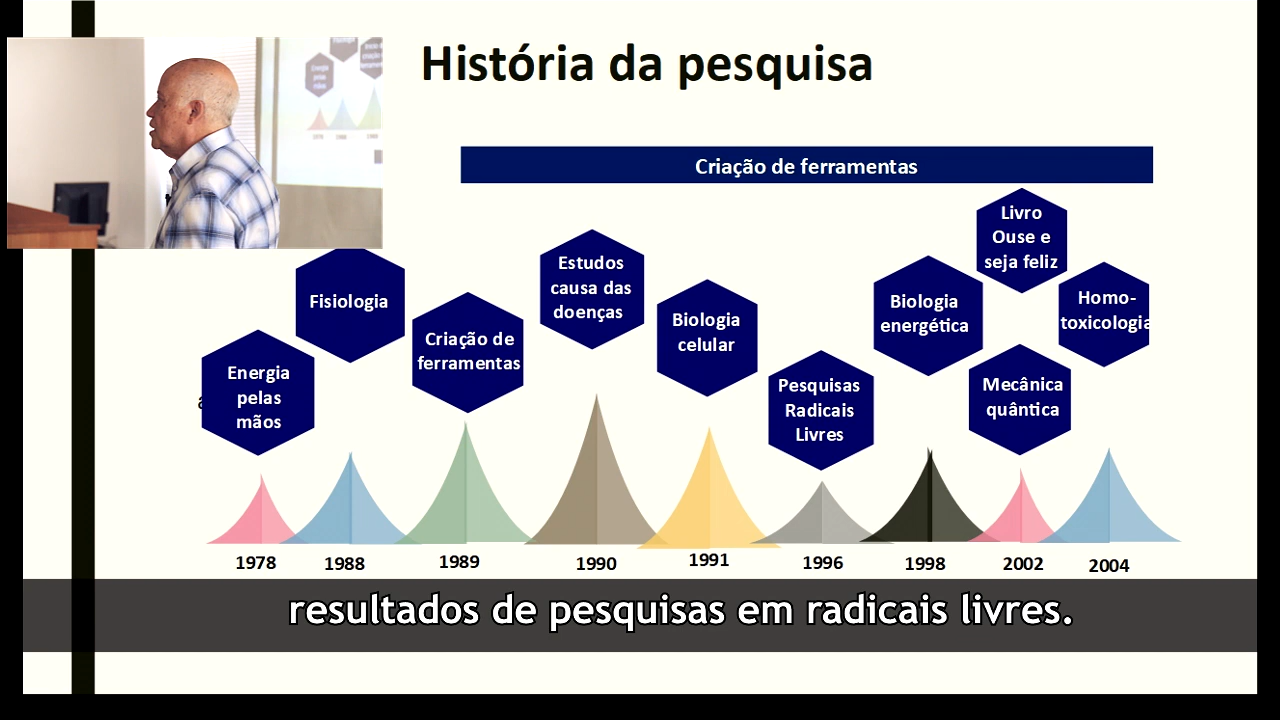 História da pesquisa
Criação de ferramentas
Energia
pelas
mãos
Fisiologia
Criação de
ferramentas
Estudos
causa das
doenças
Biologia
celular
Pesquisas
Radicais
Livres
Biologia
energética
Livro
Ouse e
seja feliz
Mecânica
quântica
Homo-
toxicologia
1978
1988
1989
1990
1991
1996
1998
2002
2004
resultados de pesquisas em radicais livres.